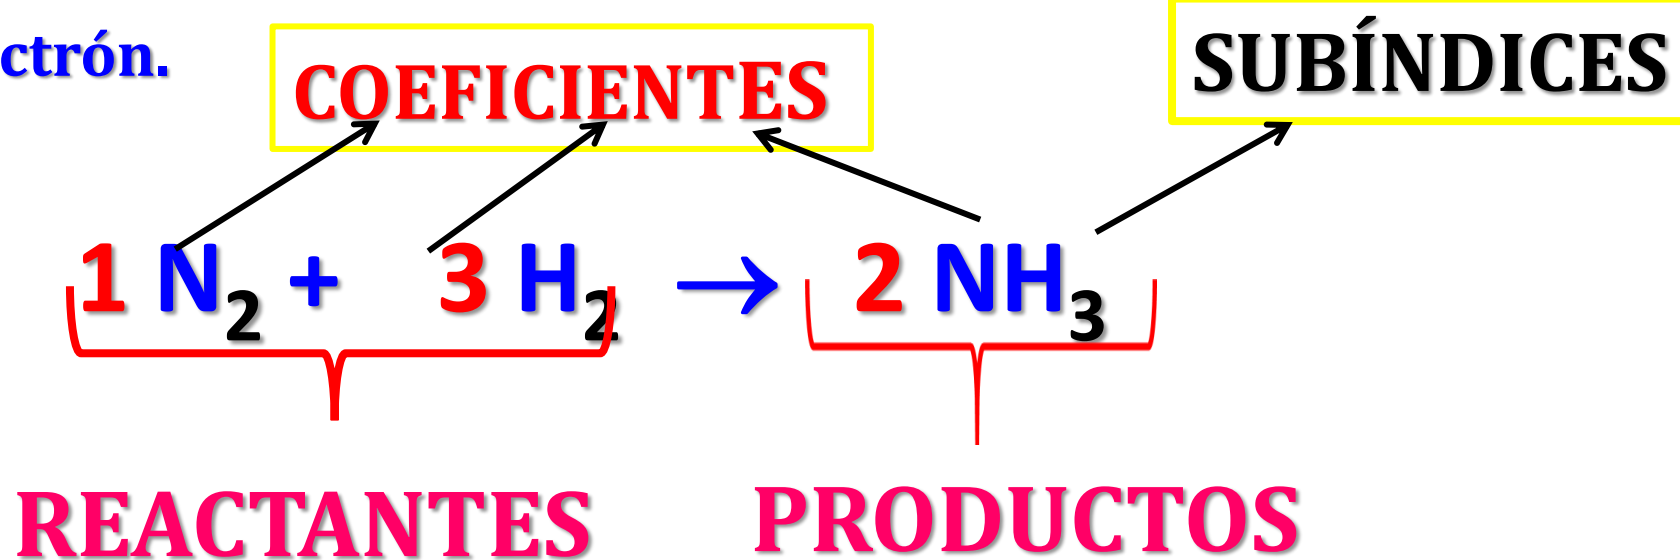 ctrón.
COEFICIENTES
SUBÍNDICES
1 N2 + 3 H2 → 2 NH3
REACTANTES
PRODUCTOS